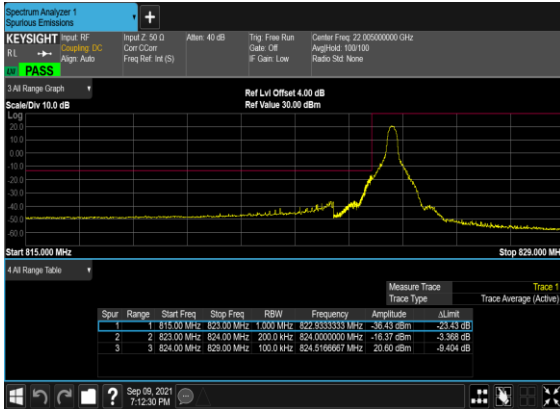 Spectrum Analyzer 1
Spurious Emissions
KEYSIGHT
RL
Input: RF
Coupling: DC
Align: Auto
Input Z: 50 Ω
Corr CCorr
Freq Ref: Int (S)
Atten: 40 dB
Trig: Free Run
Gate: Off
IF Gain: Low
Center Freq: 22.005000000 GHz
Avg|Hold: 100/100
Radio Std: None
PASS
3 All Range Graph
Ref Lvl Offset 4.00 dB
Scale/Div 10.0 dB
Ref Value 30.00 dBm
Log
20.0
10.0
0.00
-10.0
-20.0
-30.0
-40.0
-50.0
-60.0
Start 815.000 MHz
Stop 829.000 MH
4 All Range Table
Measure Trace Trace 1
Trace Type Trace Average (Active)
Spur Range Start Freq Stop Freq RBW Frequency Amplitude ΔLimit
1 1 815.00 MHz 823.00 MHz 1.000 MHz 822.9333333 MHz -36.43 dBm -23.43 dB
2 2 823.00 MHz 824.00 MHz 200.0 kHz 824.0000000 MHz -16.37 dBm -3.368 dB
3 3 824.00 MHz 829.00 MHz 100.0 kHz 824.5166667 MHz 20.60 dBm -9.404 dB
?
Sep 09, 2021
7:12:30 PM